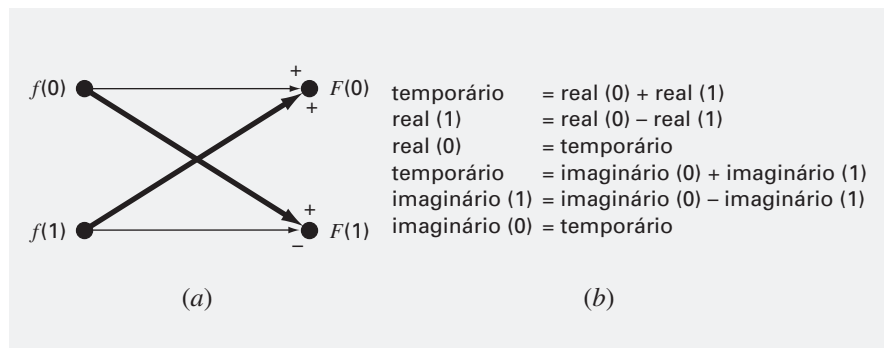 +
f(0) F(0)
+
+
f(1) F(1)
–
(a)
temporário = real (0) + real (1)
real (1) = real (0) – real (1)
real (0) = temporário
temporário = imaginário (0) + imaginário (1)
imaginário (1) = imaginário (0) – imaginário (1)
imaginário (0) = temporário
(b)